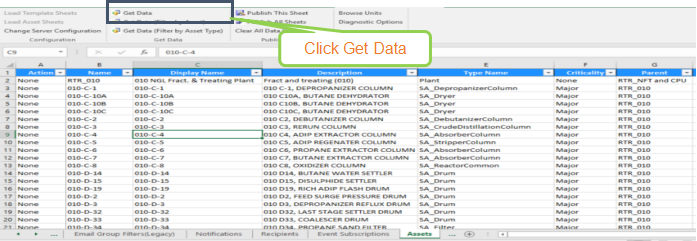 Load Template Sheets Get Data Publish This Sheet Browse Units
Load Asset Sheets Sheets Diagnostic Options
Change Server Configuration Get Data (Filter by Asset Type) Clear All Data
Configuration Get Data
Click Get Data
C9 fx 010-C-4
A B C D E F G
1 Action Name Display Name Description Type Name Criticality Parent
2 None RTR_010 010 NGL Fract. & Treating Plant Fract and treating (010) Plant None RTR_NFT and CPU
3 None 010-C-1 010-C-1 010 C-1, DEPROPANIZER COLUMN SA_DepropanizerColumn Major RTR_010
4 None 010-C-10A 010-C-10A 010 C10A, BUTANE DEHYDRATOR SA_Dryer Major RTR_010
5 None 010-C-10B 010-C-10B 010 C10B, BUTANE DEHYDRATOR SA_Dryer Major RTR_010
6 None 010-C-10C 010-C-10C 010 C10C, BUTANE DEHYDRATOR SA_Dryer Major RTR_010
7 None 010-C-2 010-C-2 010 C2, DEBUTANIZER COLUMN SA_DebutanizerColumn Major RTR_010
8 None 010-C-3 010-C-3 010 C3, RERUN COLUMN SA_CrudeDistillationColumn Major RTR_010
9 None 010-C-4 010-C-4 010 C4, ADIP EXTRACTOR COLUMN SA_AbsorberColumn Major RTR_010
10 None 010-C-5 010-C-5 010 C5, ADIP REGENATER COLUMN SA_StripperColumn Major RTR_010
11 None 010-C-6 010-C-6 010 C6, PROPANE EXTRACTOR COLUMN SA_AbsorberColumn Major RTR_010
12 None 010-C-7 010-C-7 010 C7, BUTANE EXTRACTOR COLUMN SA_AbsorberColumn Major RTR_010
13 None 010-C-8 010-C-8 010 C8, OXIDIZER COLUMN SA_ReactorCommon Major RTR_010
14 None 010-D-14 010-D-14 010 D14, BUTANE WATER SETTLER SA_Drum Major RTR_010
15 None 010-D-15 010-D-15 010 D15, DISULPHIDE SETTLER SA_Drum Major RTR_010
16 None 010-D-19 010-D-19 010 D19, RICH ADIP FLASH DRUM SA_Drum Major RTR_010
17 None 010-D-2 010-D-2 010 D2, FEED SURGE PRESSURE DRUM SA_Drum Major RTR_010
18 None 010-D-3 010-D-3 010 D3, DEPROPANIZER REFLUX DRUM SA_Drum Major RTR_010
19 None 010-D-32 010-D-32 010 D32, LAST STAGE SETTLER DRUM SA_Drum Major RTR_010
20 None 010-D-33 010-D-33 010 D33, COALESCER DRUM SA_Drum Major RTR_010
21 None 010-D-34 010-D-34 010 D34, PROPANE SAND FILTER SA_Filter Major RTR_010
... Email Group Filters(Legacy) Notifications Recipients Event Subscriptions Assets ...